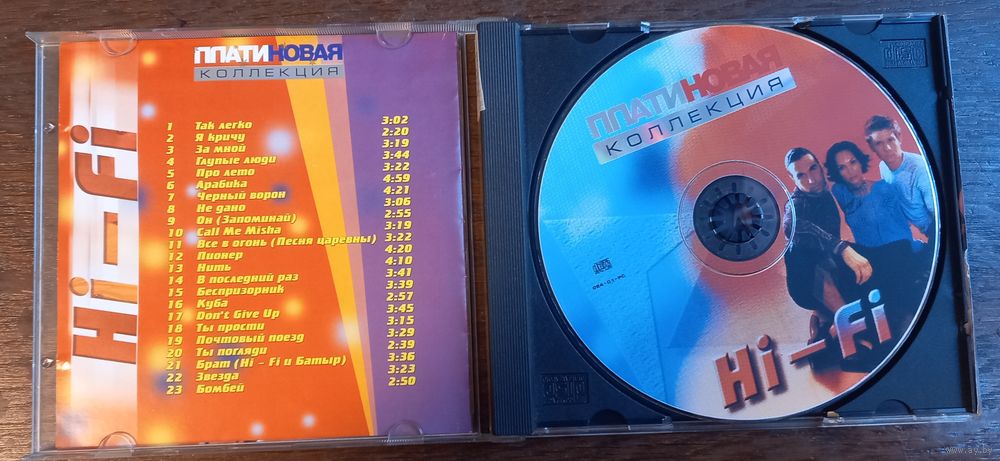 Hi-Fi
ПЛАТИНОВАЯ
КОЛЛЕКЦИЯ
1 Так легко 3:02
2 Я кричу 2:20
3 За мной 3:19
4 Глупые люди 3:44
5 Про лето 3:22
6 Арабика 4:59
7 Черный ворон 4:21
8 Не дано 3:06
9 Он (Запоминай) 2:55
10 Call Me Misha 3:19
11 Все в огонь (Песня царевны) 3:22
12 Пионер 4:20
13 Нить 4:10
14 В последний раз 3:41
15 Беспризорник 3:39
16 Куба 2:57
17 Don't Give Up 3:45
18 Ты прости 3:15
19 Почтовый поезд 3:29
20 Ты погляди 2:39
21 Брат (Hi - Fi и Батыр) 3:36
22 Звезда 3:23
23 Бомбей 2:50
ПЛАТИНОВАЯ
КОЛЛЕКЦИЯ
Hi-Fi
www.ay.by